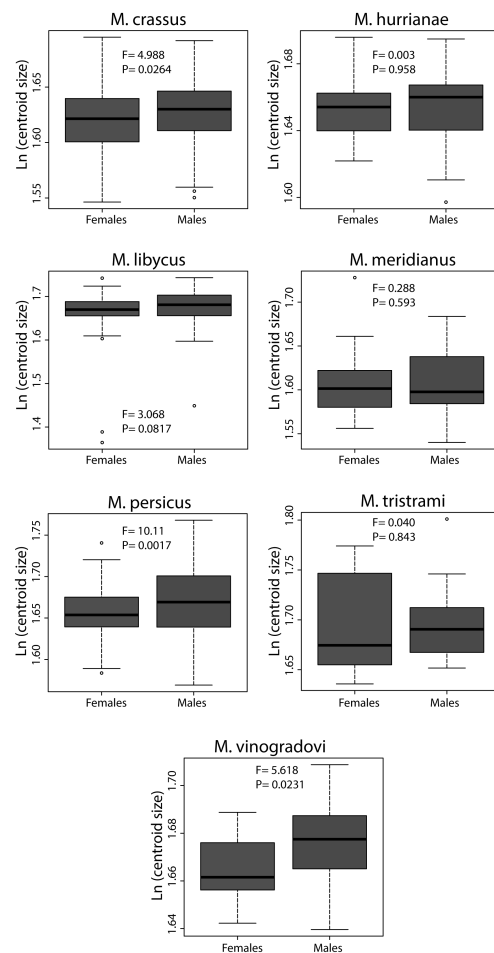 M. crassus
F= 4.988
P= 0.0264
Ln (centroid size)
1.65
1.60
1.55
Females Males
M. hurrianae
F= 0.003
P= 0.958
Ln (centroid size)
1.68
1.64
1.60
Females Males
M. libycus
F= 3.068
P= 0.0817
Ln (centroid size)
1.7
1.6
1.5
1.4
Females Males
M. meridianus
F= 0.288
P= 0.593
Ln (centroid size)
1.70
1.65
1.60
1.55
Females Males
M. persicus
F= 10.11
P= 0.0017
Ln (centroid size)
1.75
1.70
1.65
1.60
Females Males
M. tristrami
F= 0.040
P= 0.843
Ln (centroid size)
1.80
1.75
1.70
1.65
Females Males
M. vinogradovi
F= 5.618
P= 0.0231
Ln (centroid size)
1.70
1.68
1.66
1.64
Females Males